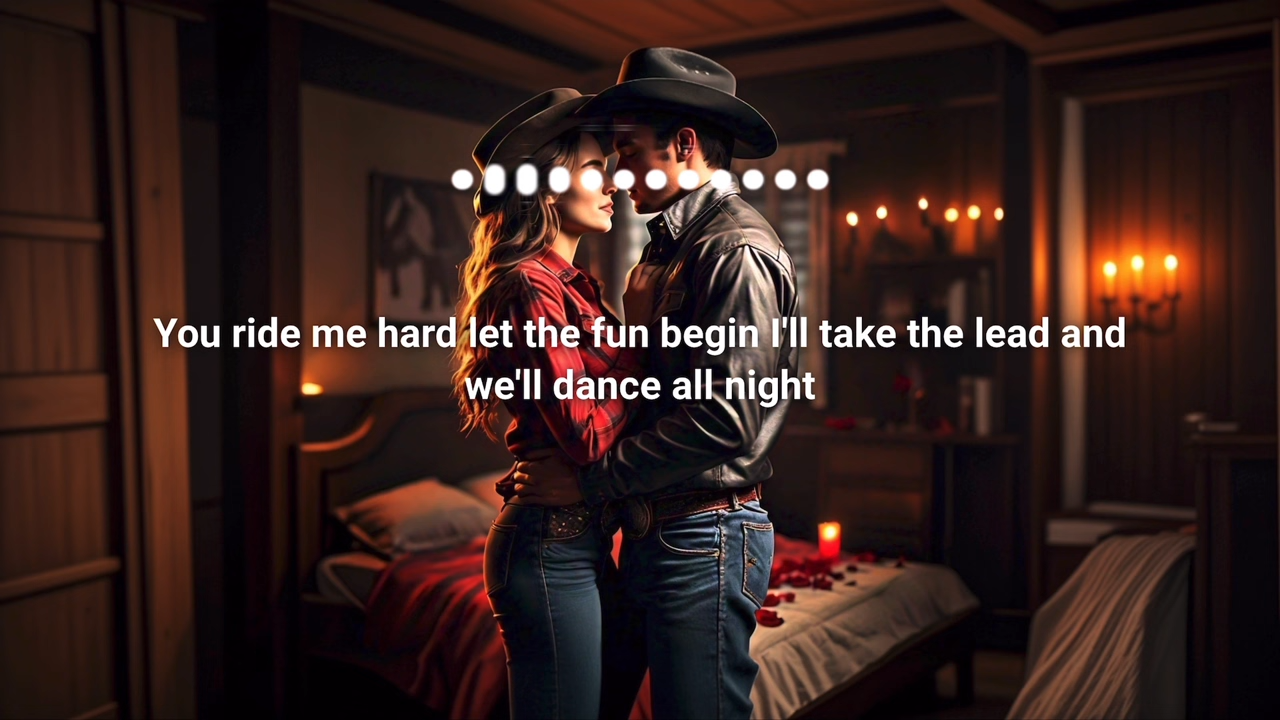 You ride me hard let the fun begin I'll take the lead and
we'll dance all night